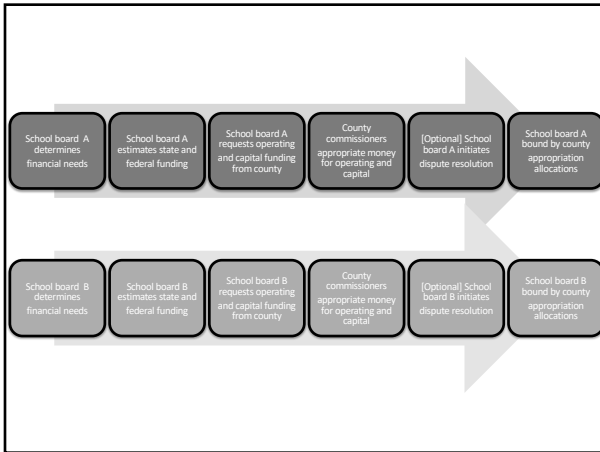 School board A
determines
financial needs
School board A
estimates state and
federal funding
School board A
requests operating
and capital funding
from county
County
commissioners
appropriate money
for operating and
capital
[Optional] School
board A initiates
dispute resolution
School board A
bound by county
appropriation
allocations
School board B
determines
financial needs
School board B
estimates state and
federal funding
School board B
requests operating
and capital funding
from county
County
commissioners
appropriate money
for operating and
capital
[Optional] School
board B initiates
dispute resolution
School board B
bound by county
appropriation
allocations